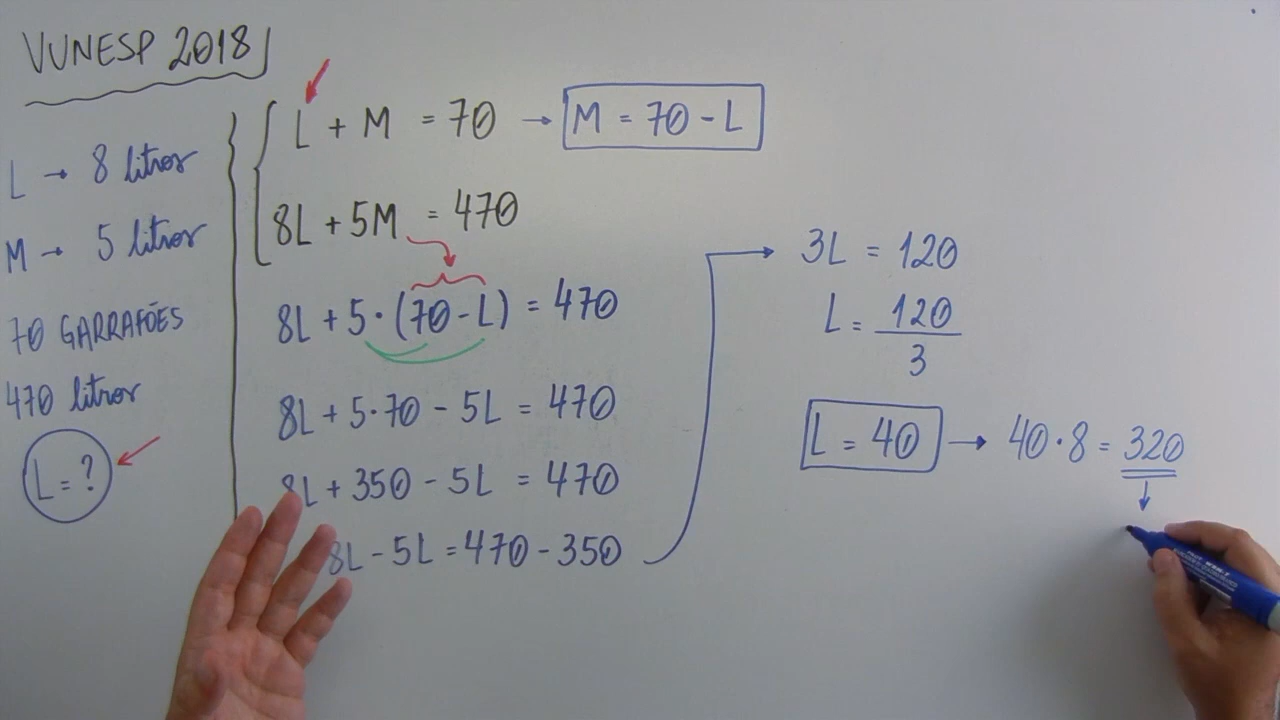 VUNESP 2018
L → 8 litros
M → 5 litros
70 GARRAFÕES
470 litros
L = ?
L + M = 70 → M = 70 - L
8L + 5M = 470
8L + 5 · (70 - L) = 470
8L + 5 · 70 - 5L = 470
8L + 350 - 5L = 470
8L - 5L = 470 - 350
3L = 120
L = 120/3
L = 40 → 40 · 8 = 320